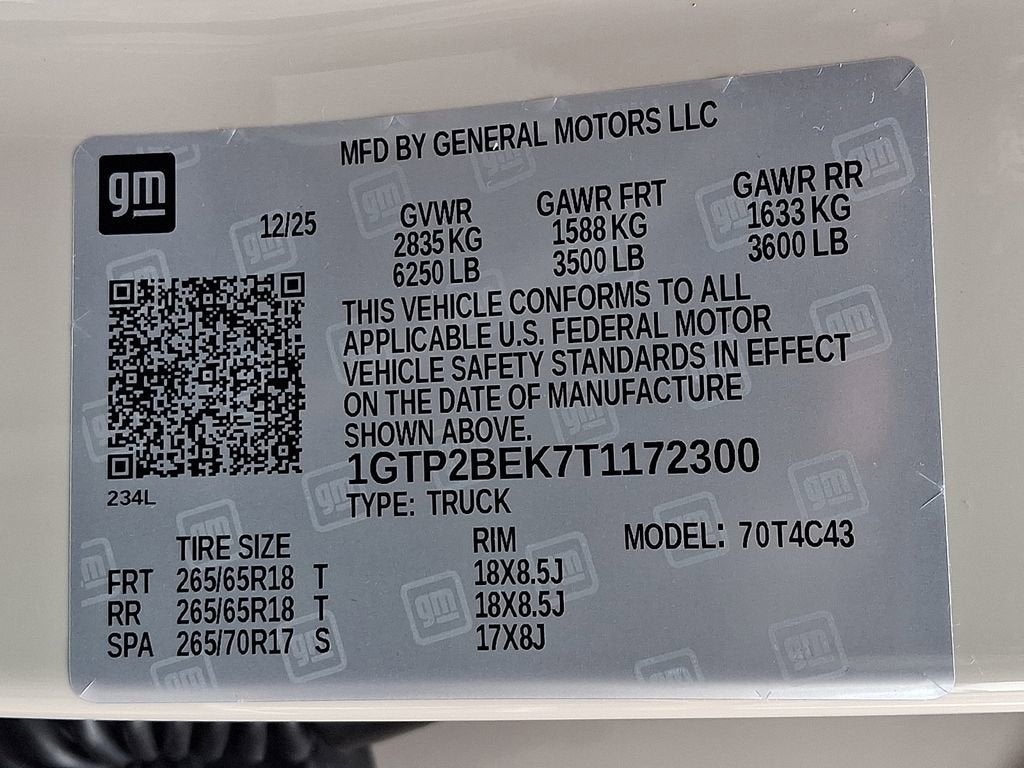 MFD BY GENERAL MOTORS LLC
gm
12/25
GVWR GAWR FRT GAWR RR
2835 KG 1588 KG 1633 KG
6250 LB 3500 LB 3600 LB
THIS VEHICLE CONFORMS TO ALL
APPLICABLE U.S. FEDERAL MOTOR
VEHICLE SAFETY STANDARDS IN EFFECT
ON THE DATE OF MANUFACTURE
SHOWN ABOVE.
1GTP2BEK7T1172300
234L
TYPE: TRUCK
TIRE SIZE RIM MODEL: 70T4C43
FRT 265/65R18 T 18X8.5J
RR 265/65R18 T 18X8.5J
SPA 265/70R17 S 17X8J